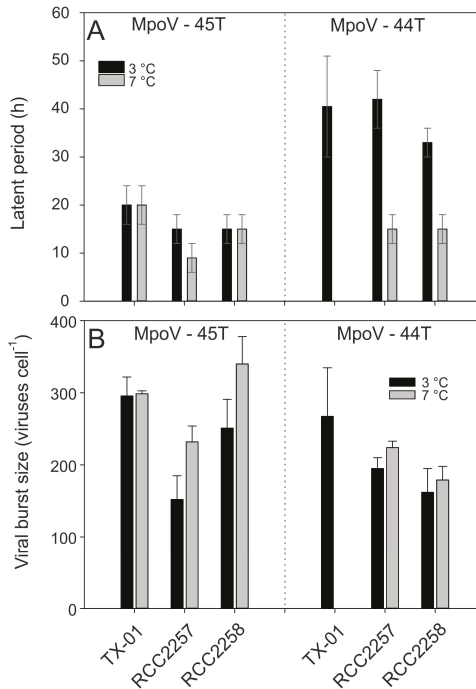 A
MpoV - 45T
MpoV - 44T
3 °C
7 °C
Latent period (h)
60
50
40
30
20
10
0
B
MpoV - 45T
MpoV - 44T
3 °C
7 °C
Viral burst size (viruses cell⁻¹)
400
300
200
100
0
TX-01
RCC2257
RCC2258
TX-01
RCC2257
RCC2258